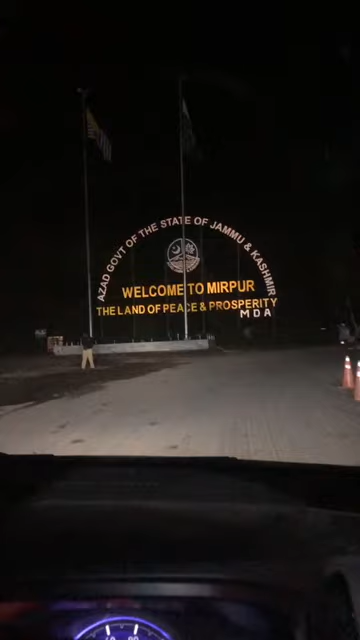 AZAD GOVT OF THE STATE OF JAMMU & KASHMIR
WELCOME TO MIRPUR
THE LAND OF PEACE & PROSPERITY
MDA